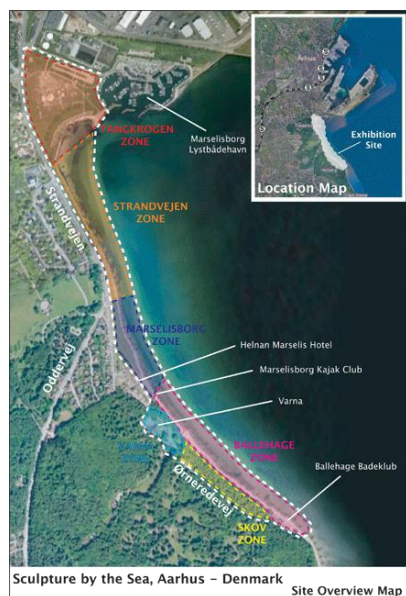 Århus
Exhibition
Site
Location Map
TANGKROGEN
ZONE
Marselisborg
Lystbådehavn
Strandvejen
STRANDVEJEN
ZONE
MARSELISBORG
ZONE
Oddervej
Helnan Marselis Hotel
Marselisborg Kajak Club
Varna
BALLEHAGE
ZONE
Ørneredevej
Ballehage Badeklub
SKOV
ZONE
Sculpture by the Sea, Aarhus - Denmark
Site Overview Map